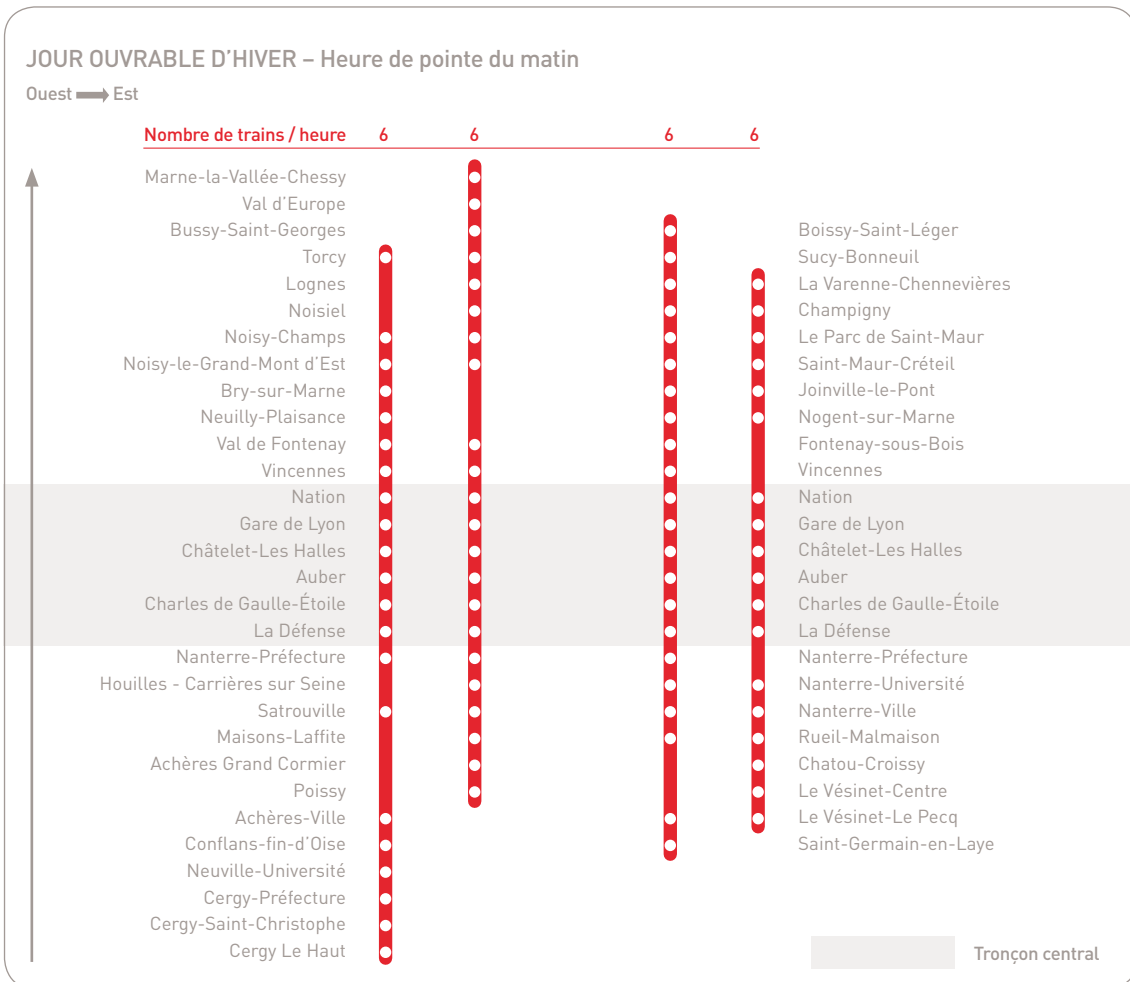 JOUR OUVRABLE D'HIVER – Heure de pointe du matin
Ouest Est
Nombre de trains / heure 6 6 6 6
Marne-la-Vallée-Chessy
Val d'Europe
Bussy-Saint-Georges Boissy-Saint-Léger
Torcy Sucy-Bonneuil
Lognes La Varenne-Chennevières
Noisiel Champigny
Noisy-Champs Le Parc de Saint-Maur
Noisy-le-Grand-Mont d'Est Saint-Maur-Créteil
Bry-sur-Marne Joinville-le-Pont
Neuilly-Plaisance Nogent-sur-Marne
Val de Fontenay Fontenay-sous-Bois
Vincennes Vincennes
Nation Nation
Gare de Lyon Gare de Lyon
Châtelet-Les Halles Châtelet-Les Halles
Auber Auber
Charles de Gaulle-Étoile Charles de Gaulle-Étoile
La Défense La Défense
Nanterre-Préfecture Nanterre-Préfecture
Houilles - Carrières sur Seine Nanterre-Université
Satrouville Nanterre-Ville
Maisons-Laffite Rueil-Malmaison
Achères Grand Cormier Chatou-Croissy
Poissy Le Vésinet-Centre
Achères-Ville Le Vésinet-Le Pecq
Conflans-fin-d'Oise Saint-Germain-en-Laye
Neuville-Université
Cergy-Préfecture
Cergy-Saint-Christophe
Cergy Le Haut
Tronçon central